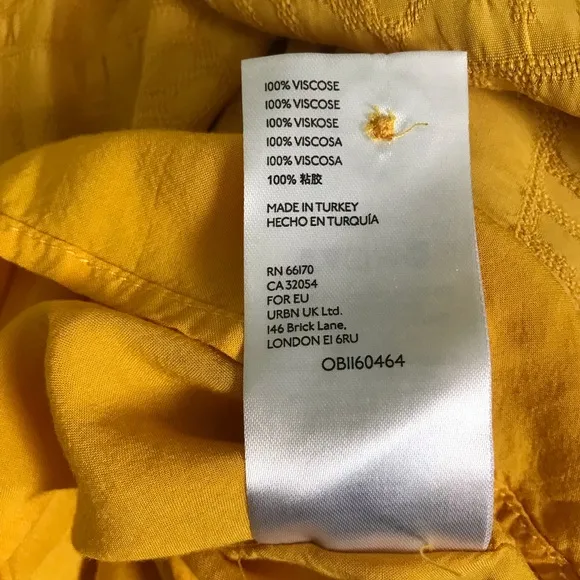 100% VISCOSE
100% VISCOSE
100% VISKOSE
100% VISCOSA
100% VISCOSA
100% 粘胶
MADE IN TURKEY
HECHO EN TURQUÍA
RN 66170
CA 32054
FOR EU
URBN UK Ltd.
146 Brick Lane,
LONDON E1 6RU
OB1160464